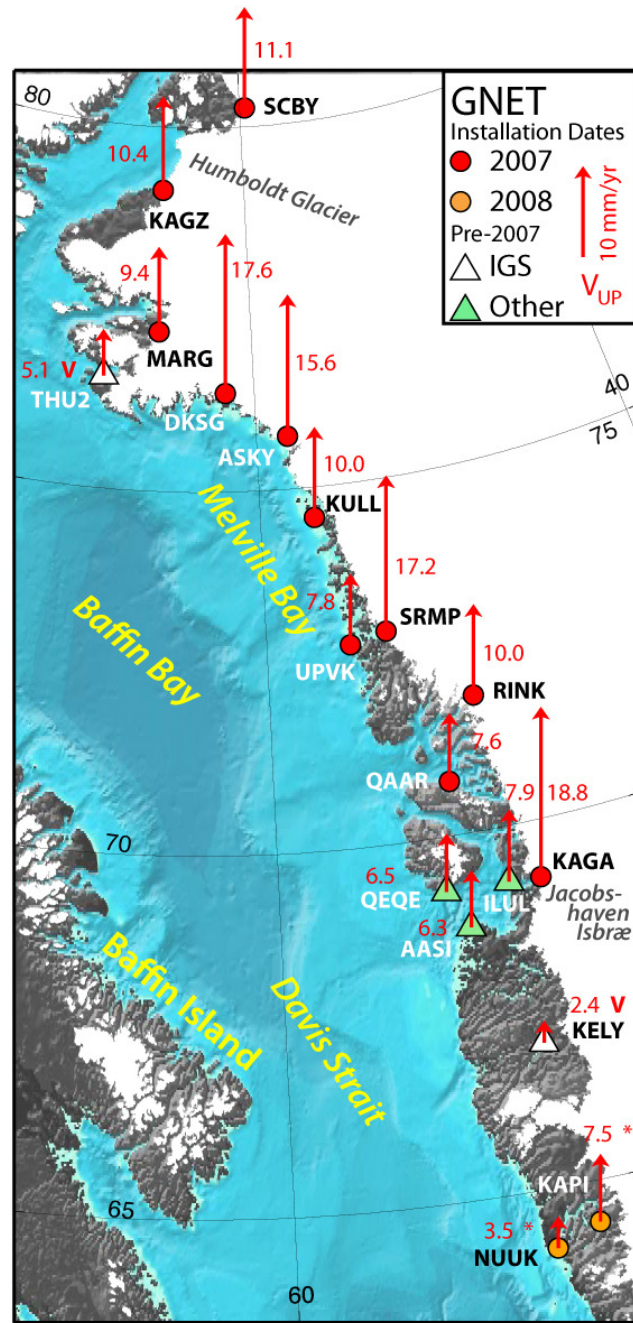 11.1
80
SCBY
GNET
Installation Dates
2007
2008
Pre-2007
IGS
Other
10 mm/yr
VUP
10.4
Humboldt Glacier
KAGZ
9.4
17.6
MARG
15.6
5.1 V
THU2
DKSG
ASKY
40
75
10.0
KULL
Melville Bay
17.2
7.8
SRMP
Baffin Bay
UPVK
10.0
RINK
7.6
QAAR
7.9
18.8
70
6.5
QEQE
ILUL
KAGA
Jacobs-
haven
Isbræ
6.3
AASI
Baffin Island
Davis Strait
2.4 V
KELY
7.5 *
KAPI
65
3.5 *
NUUK
60